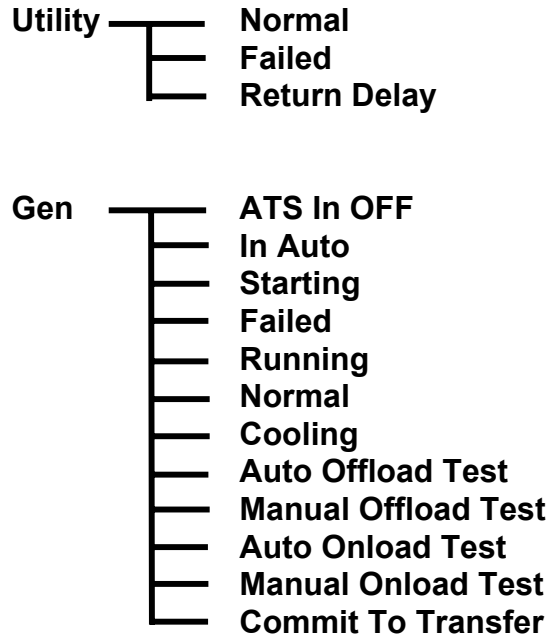 Utility Normal
Failed
Return Delay
Gen ATS In OFF
In Auto
Starting
Failed
Running
Normal
Cooling
Auto Offload Test
Manual Offload Test
Auto Onload Test
Manual Onload Test
Commit To Transfer